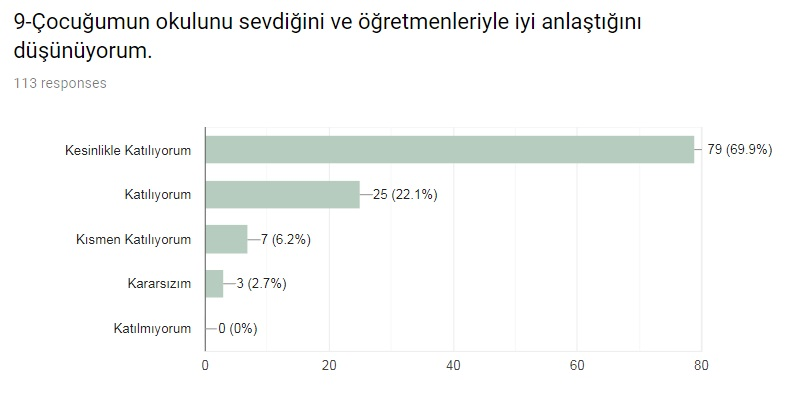 9-Çocuğumun okulunu sevdiğini ve öğretmenleriyle iyi anlaştığını
düşünüyorum.
113 responses
Kesinlikle Katılıyorum 79 (69.9%)
Katılıyorum 25 (22.1%)
Kısmen Katılıyorum 7 (6.2%)
Kararsızım 3 (2.7%)
Katılmıyorum 0 (0%)
0 20 40 60 80